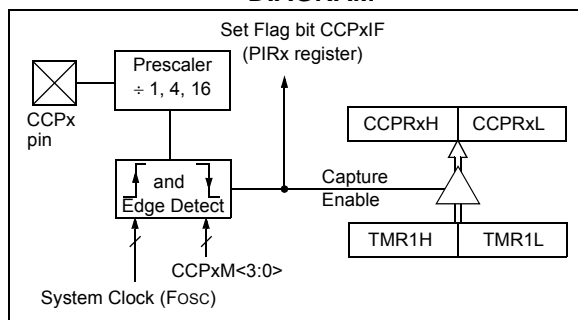 DIAGRAM
Set Flag bit CCPxIF
(PIRx register)
Prescaler
÷ 1, 4, 16
CCPx
pin
CCPRxH CCPRxL
and
Edge Detect
Capture
Enable
TMR1H TMR1L
CCPxM<3:0>
System Clock (FOSC)